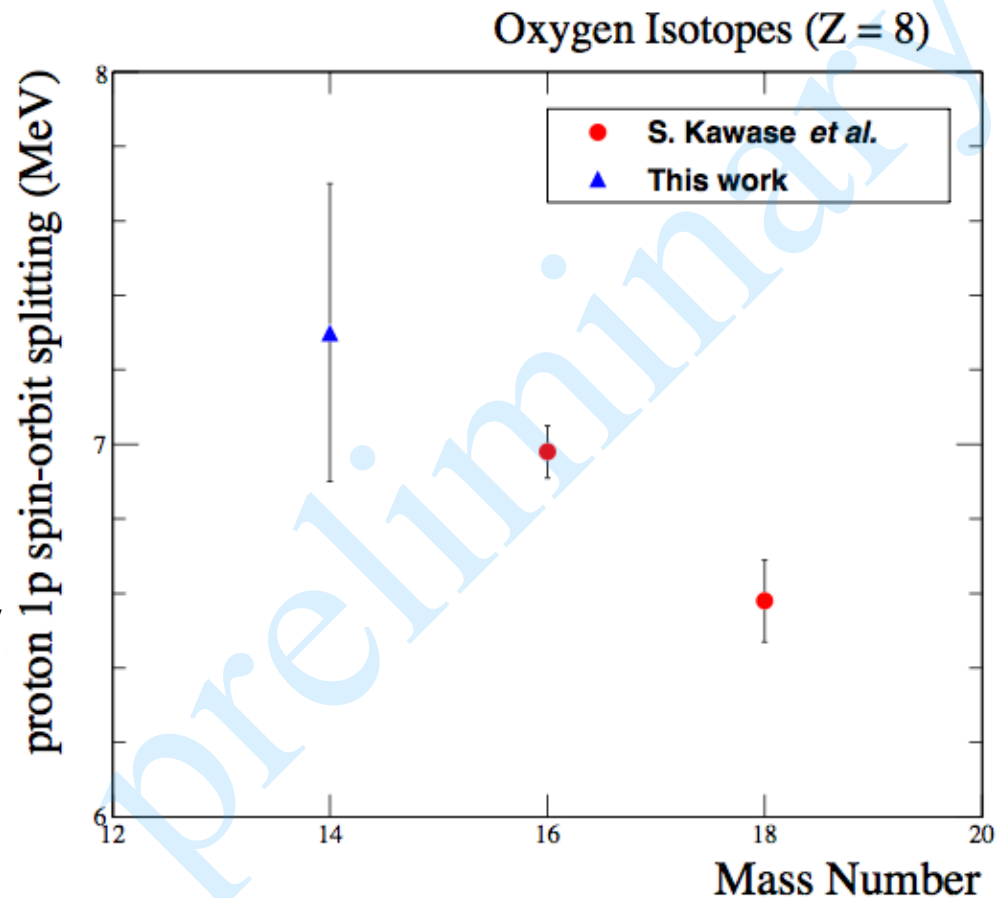 Oxygen Isotopes (Z = 8)
proton 1p spin-orbit splitting (MeV)
8
7
6
S. Kawase et al.
This work
preliminary
12 14 16 18 20
Mass Number